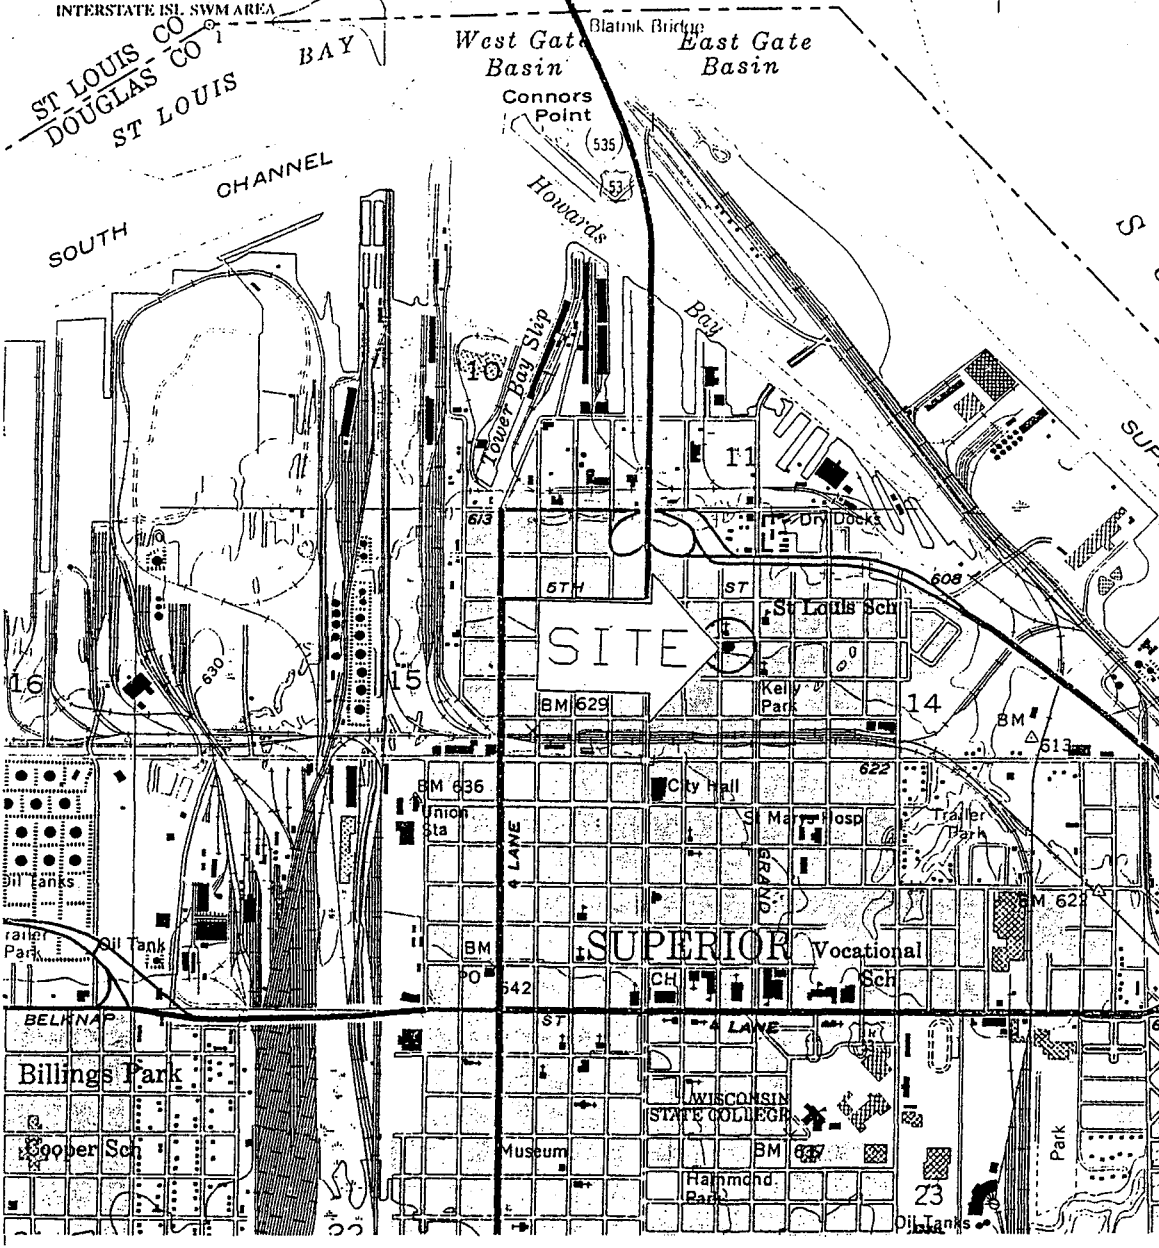 INTERSTATE ISL SWM AREA
ST LOUIS CO
DOUGLAS CO
ST LOUIS
BAY
West Gate
Basin
Blatnik Bridge
East Gate
Basin
Connors
Point
535
53
SOUTH
CHANNEL
Howards
Bay
S
SUP
10
Tower Bay Slip
11
613
Dry Docks
5TH
ST
608
St Louis Sch
SITE
630
16
15
BM 629
Kelly
Park
14
BM
613
622
BM 636
Union
Sta
City Hall
St Marys Hosp
Trailer
Park
4 LANE
GRAND
Oil Tanks
BM 622
Trailer
Park
Oil Tank
BM
PO
SUPERIOR
Vocational
Sch
CH
642
BELKNAP
ST
4 LANE
Billings Park
WISCONSIN
STATE COLLEGE
Cooper Sch
Museum
BM 637
Park
Hammond
Park
23
Oil Tanks